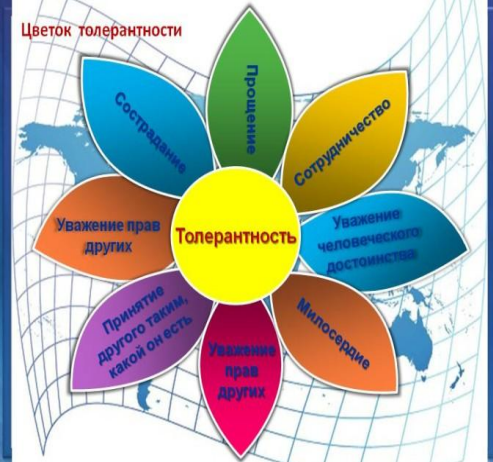 Цветок толерантности
Прощение
Сотрудничество
Уважение
человеческого
достоинства
Милосердие
Уважение
прав
других
Принятие
другого таким,
какой он есть
Уважение прав
других
Сострадание
Толерантность